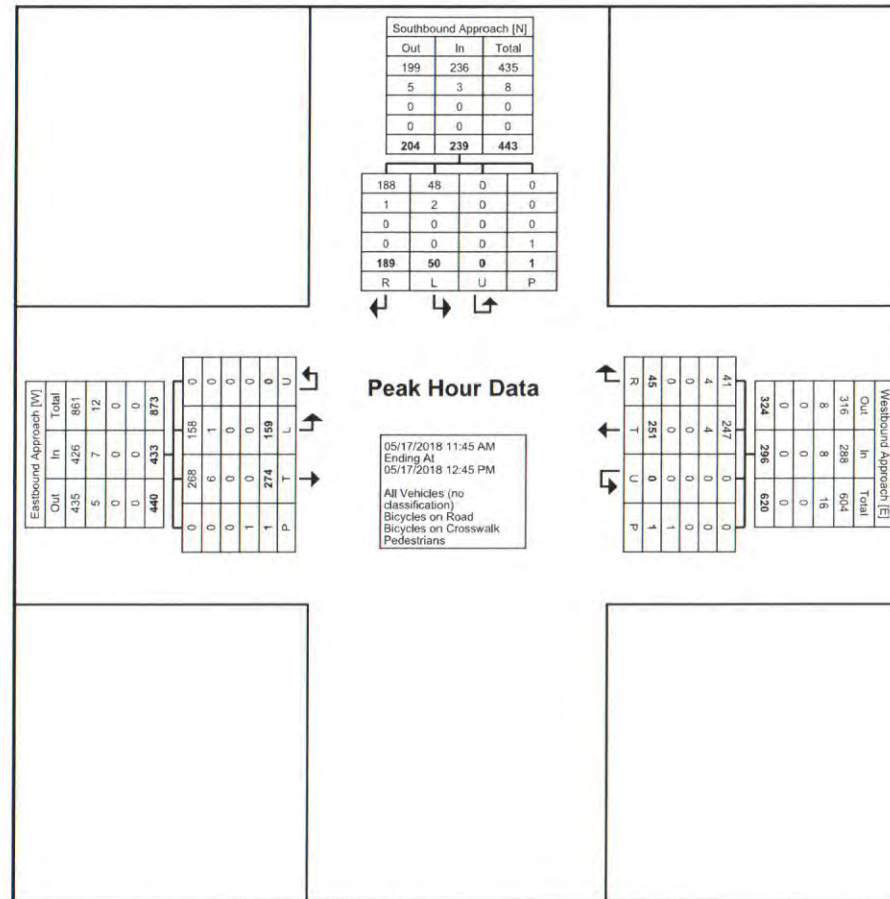 Southbound Approach [N]
Out In Total
199 236 435
5 3 8
0 0 0
0 0 0
204 239 443
188 48 0 0
1 2 0 0
0 0 0 0
0 0 0 1
189 50 0 1
R L U P
Eastbound Approach [W]
Out In Total
435 426 861
5 7 12
0 0 0
0 0 0
440 433 873
0 268 158 0
0 6 1 0
0 0 0 0
1 0 0 0
1 274 159 0
P T L U
Peak Hour Data
05/17/2018 11:45 AM
Ending At
05/17/2018 12:45 PM
All Vehicles (no
classification)
Bicycles on Road
Bicycles on Crosswalk
Pedestrians
Westbound Approach [E]
Out In Total
316 288 604
8 8 16
0 0 0
0 0 0
324 296 620
41 247 0 0
4 4 0 0
0 0 0 0
0 0 0 1
45 251 0 1
R T U P